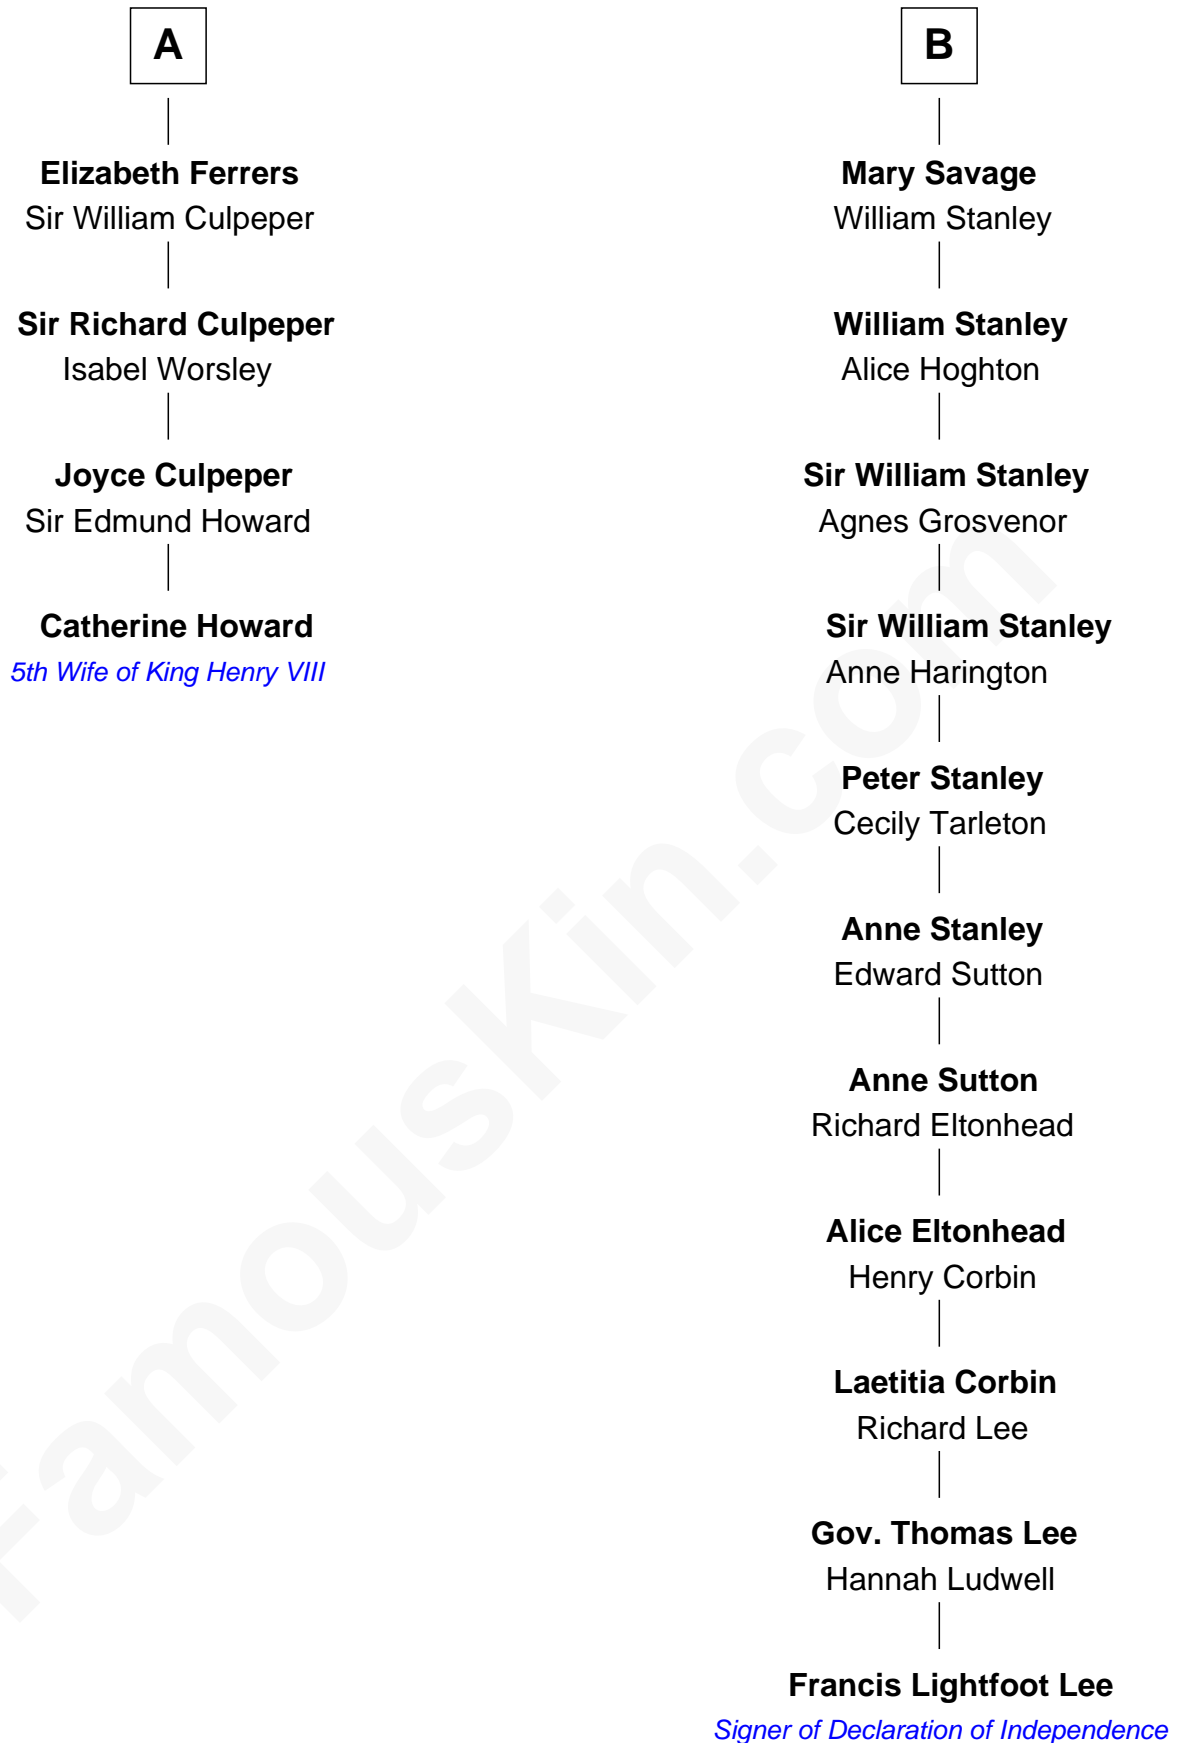 A
Elizabeth Ferrers
Sir William Culpeper
Sir Richard Culpeper
Isabel Worsley
Joyce Culpeper
Sir Edmund Howard
Catherine Howard
5th Wife of King Henry VIII
B
Mary Savage
William Stanley
William Stanley
Alice Hoghton
Sir William Stanley
Agnes Grosvenor
Sir William Stanley
Anne Harington
Peter Stanley
Cecily Tarleton
Anne Stanley
Edward Sutton
Anne Sutton
Richard Eltonhead
Alice Eltonhead
Henry Corbin
Laetitia Corbin
Richard Lee
Gov. Thomas Lee
Hannah Ludwell
Francis Lightfoot Lee
Signer of Declaration of Independence
FamousKin.com